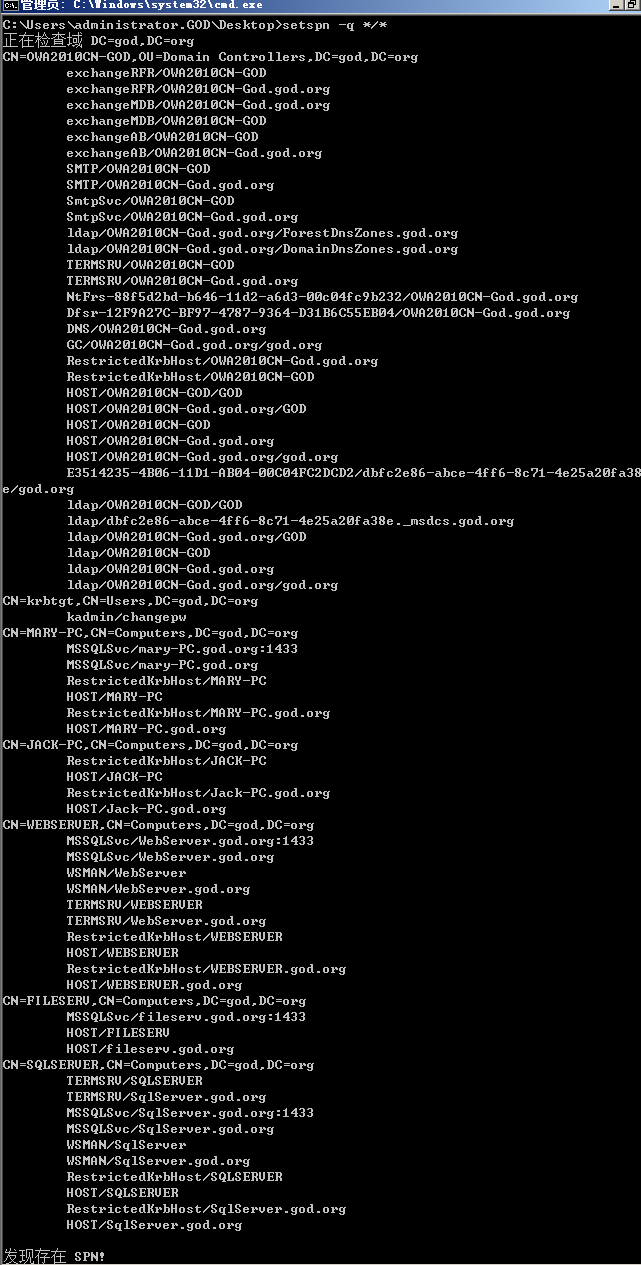 管理员: C:\Windows\system32\cmd.exe
C:\Users\administrator.GOD\Desktop>setspn -q */*
正在检查域 DC=god,DC=org
CN=OWA2010CN-GOD,OU=Domain Controllers,DC=god,DC=org
exchangeRFR/OWA2010CN-GOD
exchangeRFR/OWA2010CN-God.god.org
exchangeMDB/OWA2010CN-God.god.org
exchangeMDB/OWA2010CN-GOD
exchangeAB/OWA2010CN-GOD
exchangeAB/OWA2010CN-God.god.org
SMTP/OWA2010CN-GOD
SMTP/OWA2010CN-God.god.org
SmtpSvc/OWA2010CN-GOD
SmtpSvc/OWA2010CN-God.god.org
ldap/OWA2010CN-God.god.org/ForestDnsZones.god.org
ldap/OWA2010CN-God.god.org/DomainDnsZones.god.org
TERMSRV/OWA2010CN-GOD
TERMSRV/OWA2010CN-God.god.org
NtFrs-88f5d2bd-b646-11d2-a6d3-00c04fc9b232/OWA2010CN-God.god.org
Dfsr-12F9A27C-BF97-4787-9364-D31B6C55EB04/OWA2010CN-God.god.org
DNS/OWA2010CN-God.god.org
GC/OWA2010CN-God.god.org/god.org
RestrictedKrbHost/OWA2010CN-God.god.org
RestrictedKrbHost/OWA2010CN-GOD
HOST/OWA2010CN-GOD/GOD
HOST/OWA2010CN-God.god.org/GOD
HOST/OWA2010CN-GOD
HOST/OWA2010CN-God.god.org
HOST/OWA2010CN-God.god.org/god.org
E3514235-4B06-11D1-AB04-00C04FC2DCD2/dbfc2e86-abce-4ff6-8c71-4e25a20fa38
e/god.org
ldap/OWA2010CN-GOD/GOD
ldap/dbfc2e86-abce-4ff6-8c71-4e25a20fa38e._msdcs.god.org
ldap/OWA2010CN-God.god.org/GOD
ldap/OWA2010CN-GOD
ldap/OWA2010CN-God.god.org
ldap/OWA2010CN-God.god.org/god.org
CN=krbtgt,CN=Users,DC=god,DC=org
kadmin/changepw
CN=MARY-PC,CN=Computers,DC=god,DC=org
MSSQLSvc/mary-PC.god.org:1433
MSSQLSvc/mary-PC.god.org
RestrictedKrbHost/MARY-PC
HOST/MARY-PC
RestrictedKrbHost/MARY-PC.god.org
HOST/MARY-PC.god.org
CN=JACK-PC,CN=Computers,DC=god,DC=org
RestrictedKrbHost/JACK-PC
HOST/JACK-PC
RestrictedKrbHost/Jack-PC.god.org
HOST/Jack-PC.god.org
CN=WEBSERVER,CN=Computers,DC=god,DC=org
MSSQLSvc/WebServer.god.org:1433
MSSQLSvc/WebServer.god.org
WSMAN/WebServer
WSMAN/WebServer.god.org
TERMSRV/WEBSERVER
TERMSRV/WebServer.god.org
RestrictedKrbHost/WEBSERVER
HOST/WEBSERVER
RestrictedKrbHost/WEBSERVER.god.org
HOST/WEBSERVER.god.org
CN=FILESERV,CN=Computers,DC=god,DC=org
MSSQLSvc/fileserv.god.org:1433
HOST/FILESERV
HOST/fileserv.god.org
CN=SQLSERVER,CN=Computers,DC=god,DC=org
TERMSRV/SQLSERVER
TERMSRV/SqlServer.god.org
MSSQLSvc/SqlServer.god.org:1433
MSSQLSvc/SqlServer.god.org
WSMAN/SqlServer
WSMAN/SqlServer.god.org
RestrictedKrbHost/SQLSERVER
HOST/SQLSERVER
RestrictedKrbHost/SqlServer.god.org
HOST/SqlServer.god.org
发现存在 SPN!